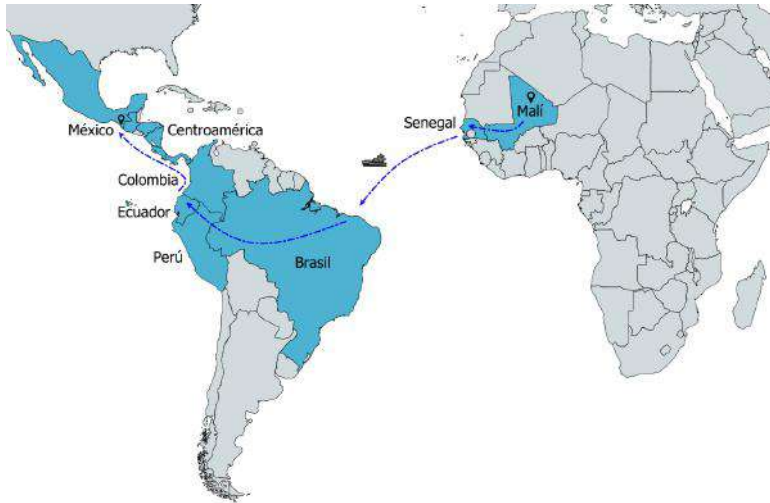 México
Centroamérica
Senegal
Malí
Colombia
Ecuador
Perú
Brasil